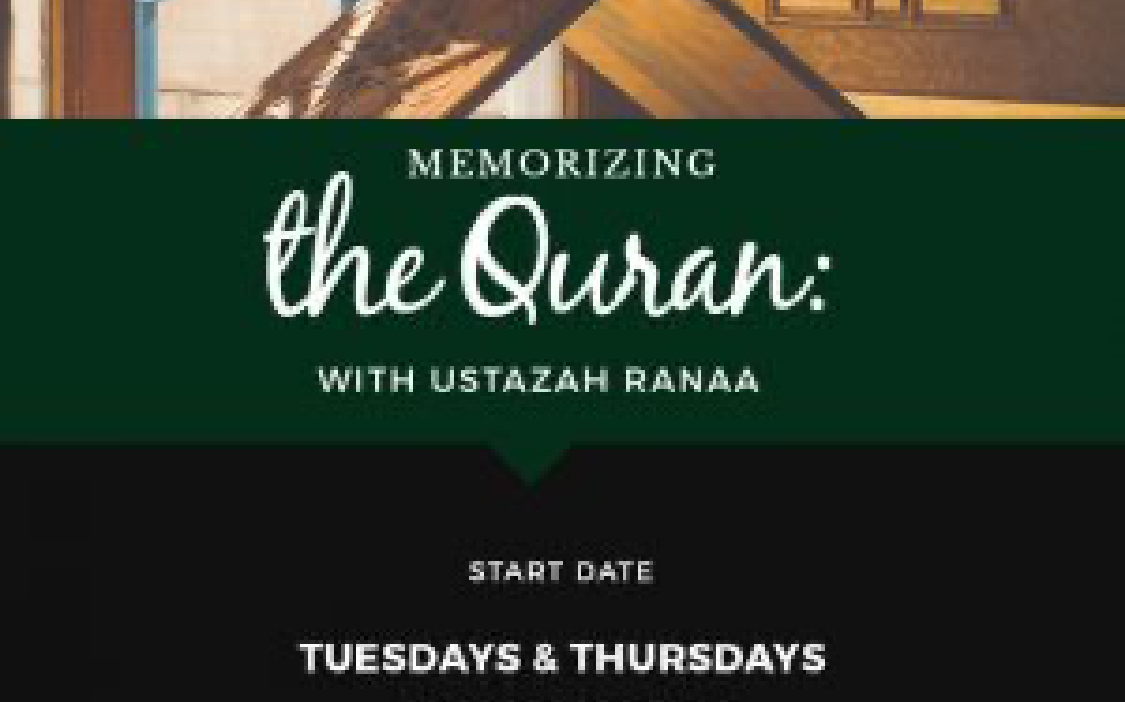 MEMORIZING
the Quran:
WITH USTAZAH RANAA
START DATE
TUESDAYS & THURSDAYS